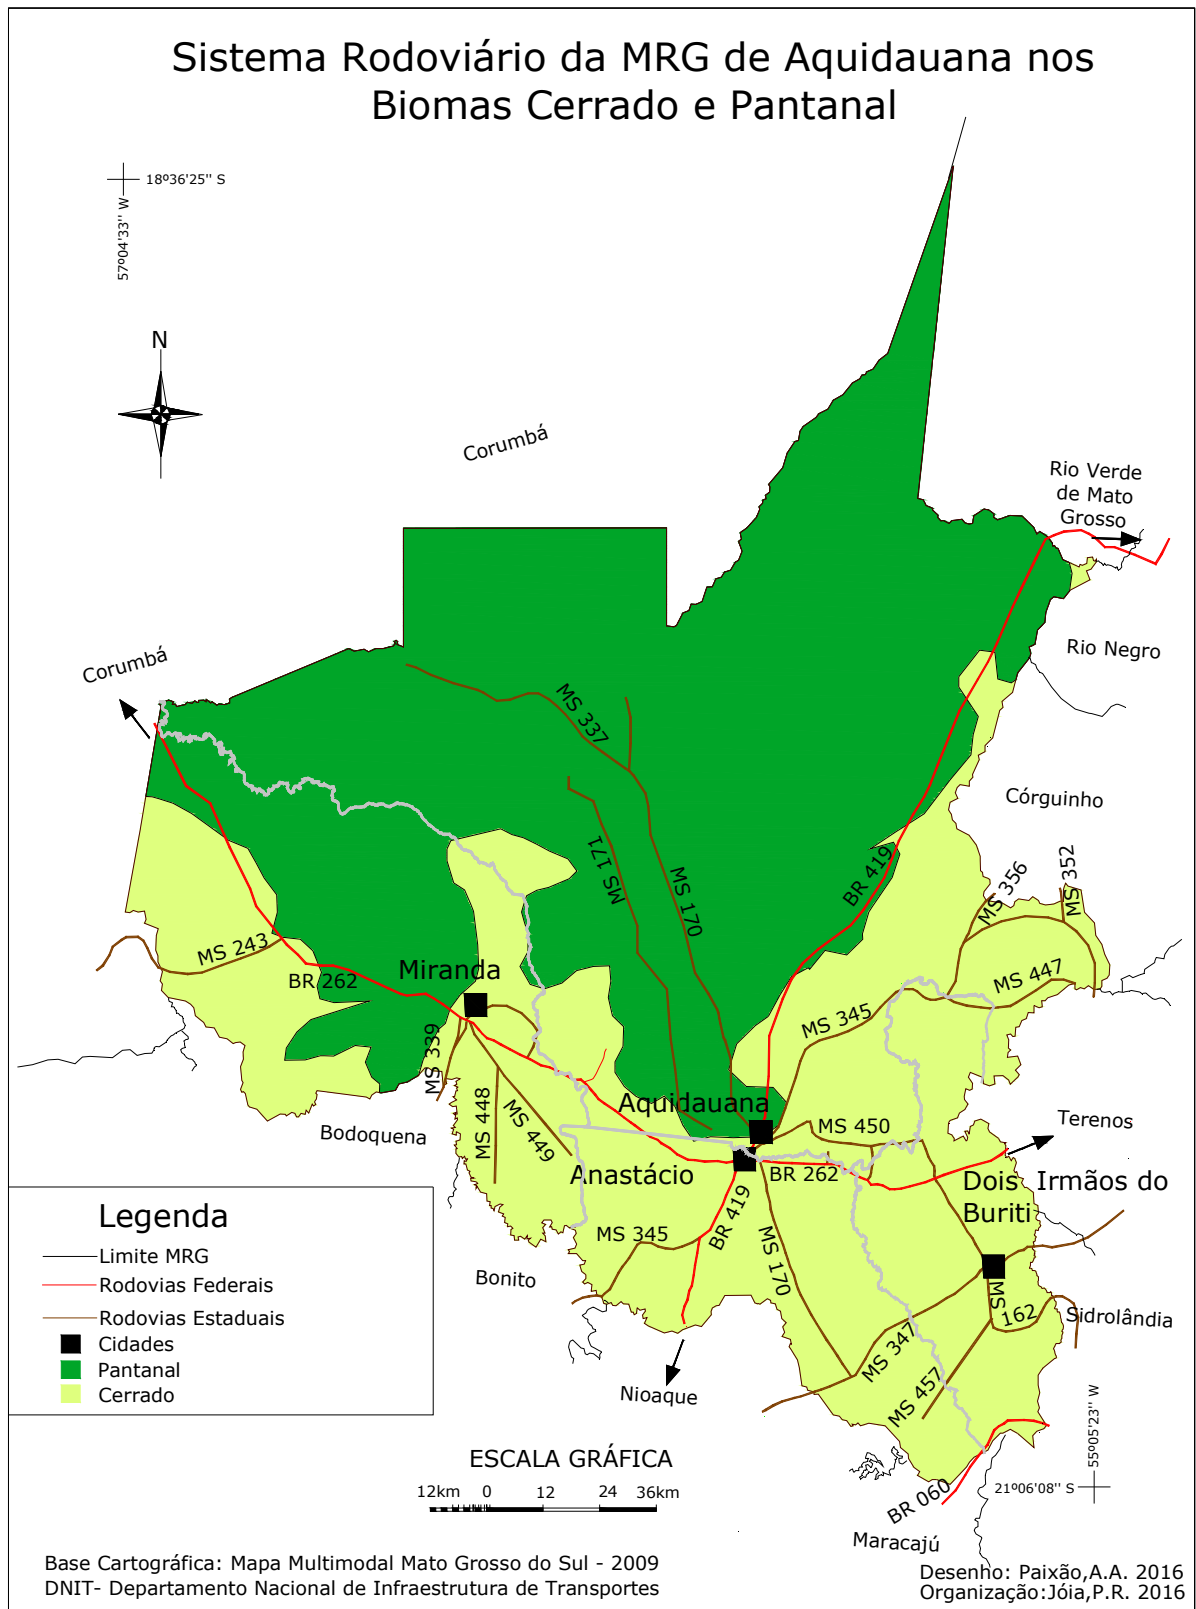 Sistema Rodoviário da MRG de Aquidauana nos
Biomas Cerrado e Pantanal
18º36'25'' S
57º04'33'' W
N
Corumbá
Rio Verde
de Mato
Grosso
Rio Negro
Corumbá
MS 337
Córguinho
MS 171
MS 170
BR 419
MS 356
MS 352
MS 243
BR 262
Miranda
MS 447
MS 345
MS 339
MS 448
MS 449
Bodoquena
Aquidauana
MS 450
Terenos
Anastácio
BR 262
Dois Irmãos do
Buriti
MS 345
BR 419
MS 170
Bonito
MS 162
Sidrolândia
MS 347
MS 457
Nioaque
Legenda
Limite MRG
Rodovias Federais
Rodovias Estaduais
Cidades
Pantanal
Cerrado
55º05'23'' W
21º06'08'' S
BR 060
Maracajú
ESCALA GRÁFICA
12km 0 12 24 36km
Base Cartográfica: Mapa Multimodal Mato Grosso do Sul - 2009
DNIT- Departamento Nacional de Infraestrutura de Transportes
Desenho: Paixão,A.A. 2016
Organização:Jóia,P.R. 2016